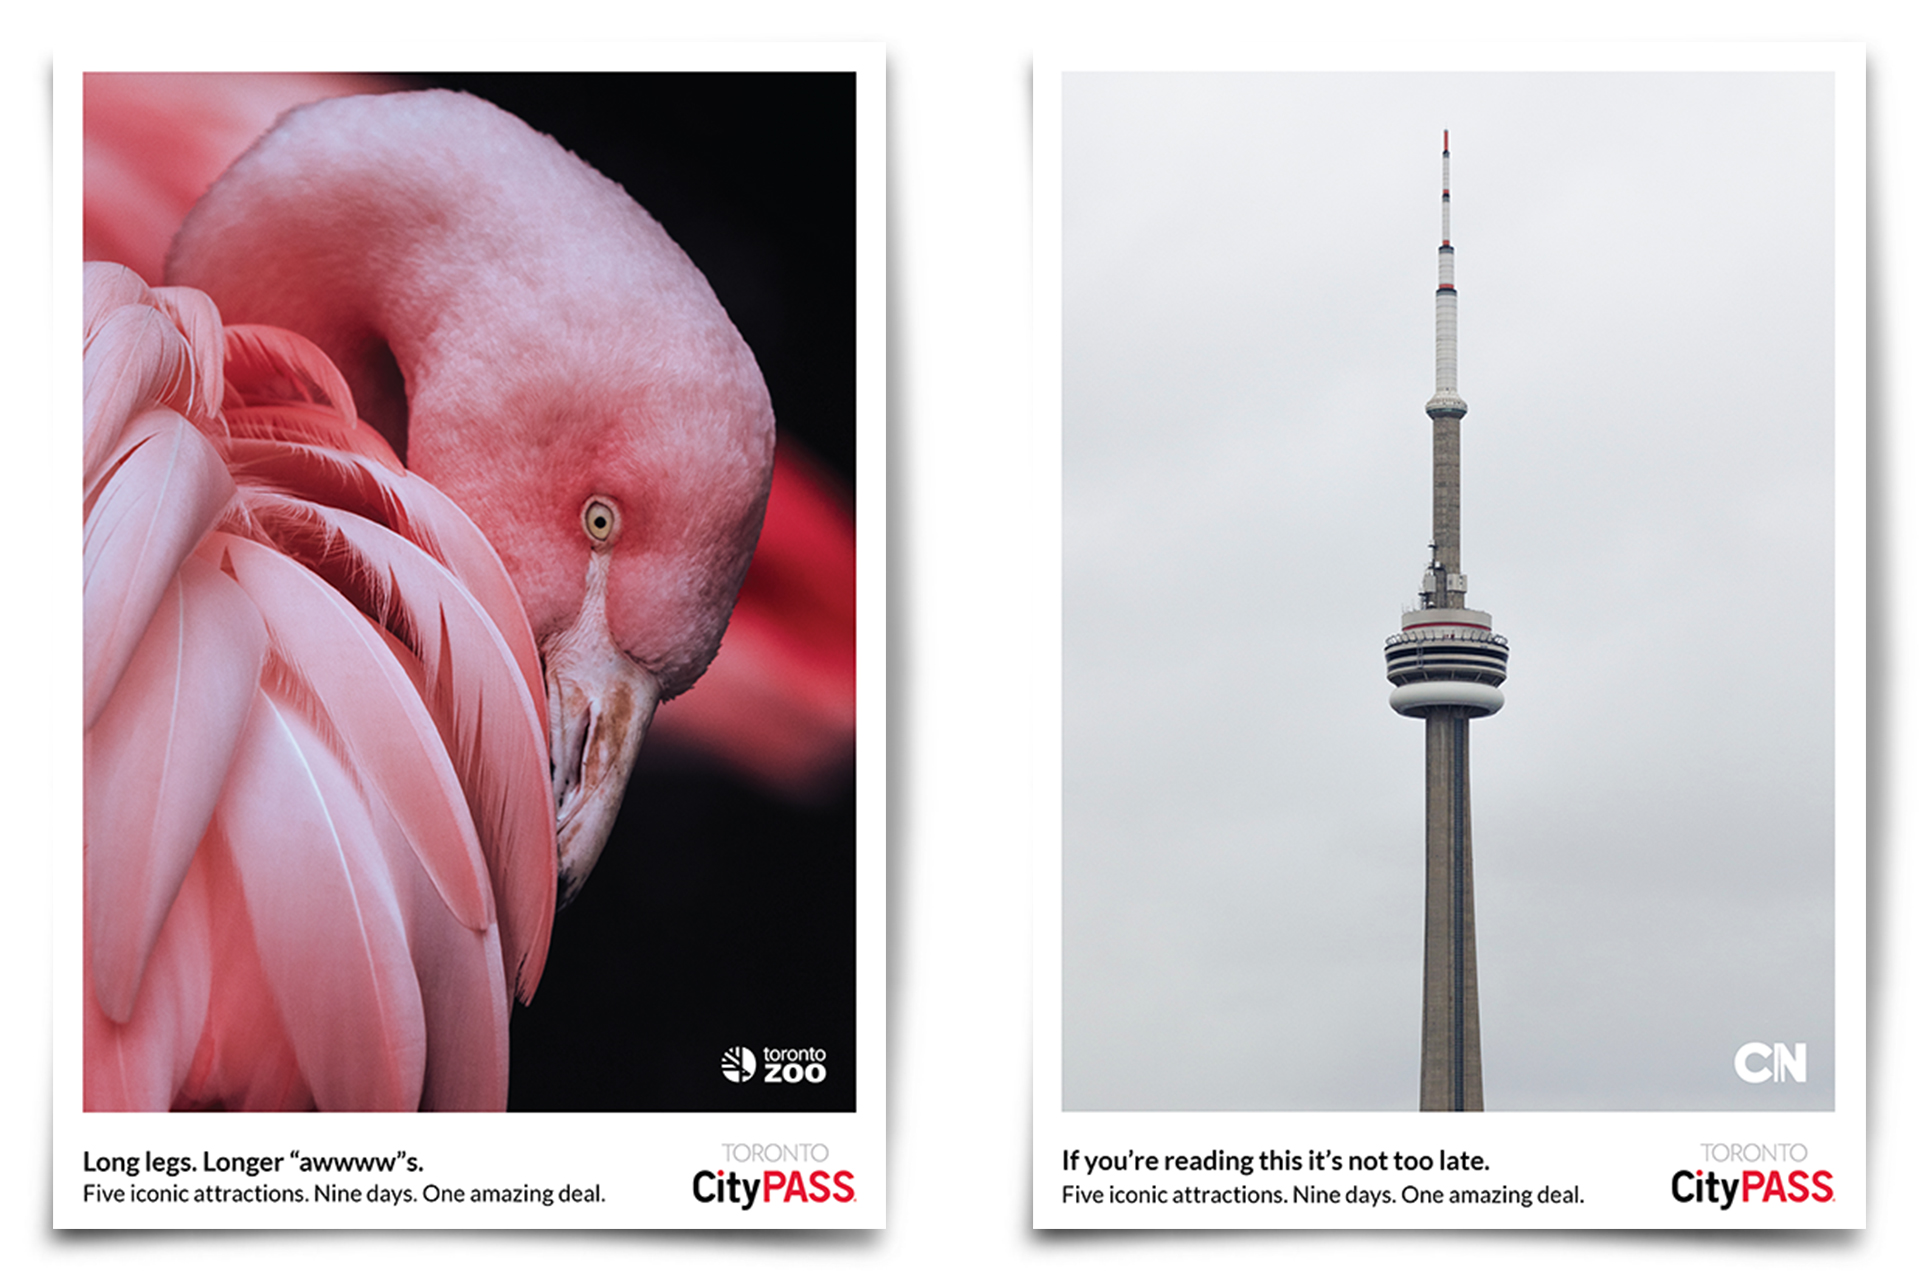 toronto
zoo
Long legs. Longer “awwww”s.
Five iconic attractions. Nine days. One amazing deal.
TORONTO
CityPASS
CN
If you’re reading this it’s not too late.
Five iconic attractions. Nine days. One amazing deal.
TORONTO
CityPASS